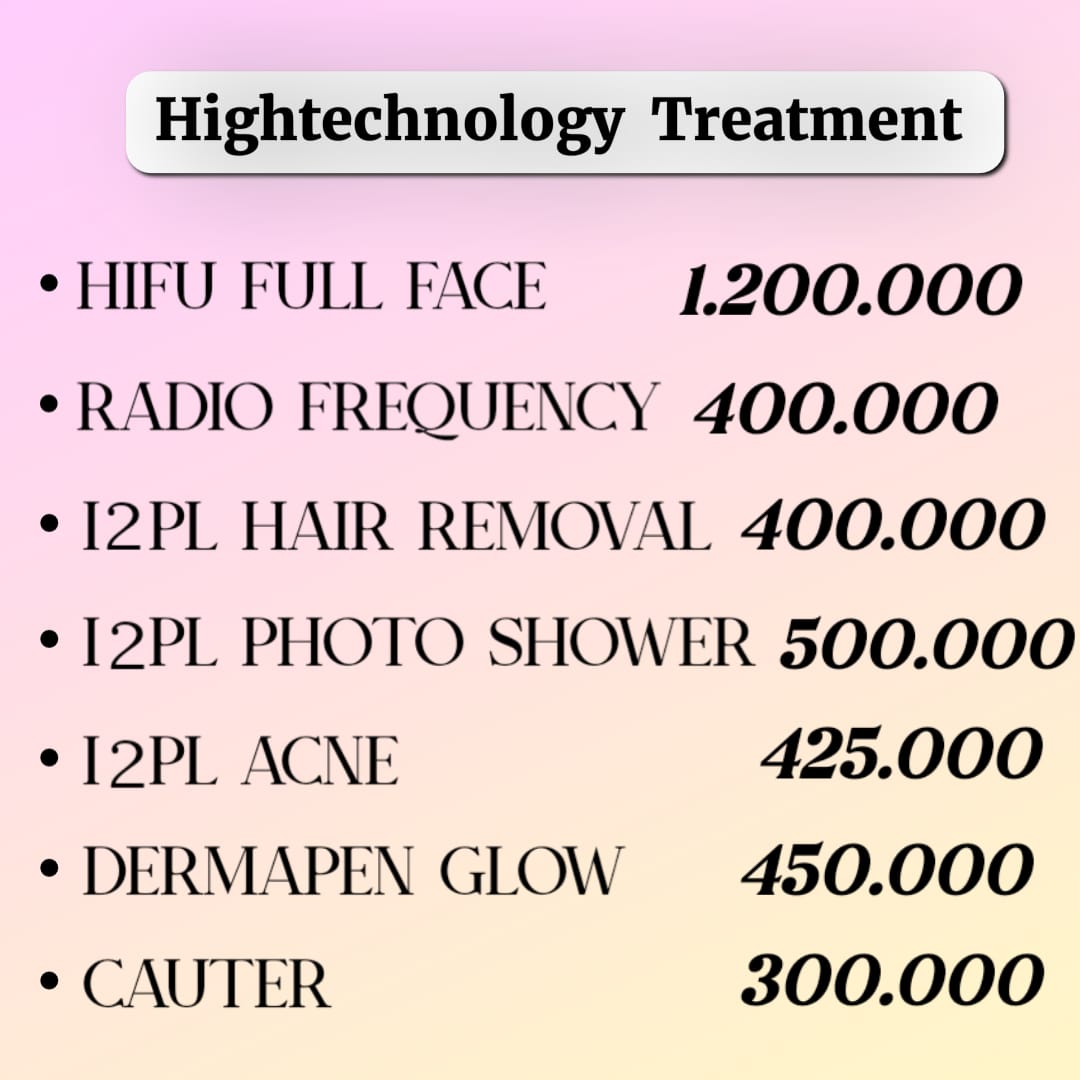 Hightechnology Treatment
• HIFU FULL FACE 1.200.000
• RADIO FREQUENCY 400.000
• I2PL HAIR REMOVAL 400.000
• I2PL PHOTO SHOWER 500.000
• I2PL ACNE 425.000
• DERMAPEN GLOW 450.000
• CAUTER 300.000